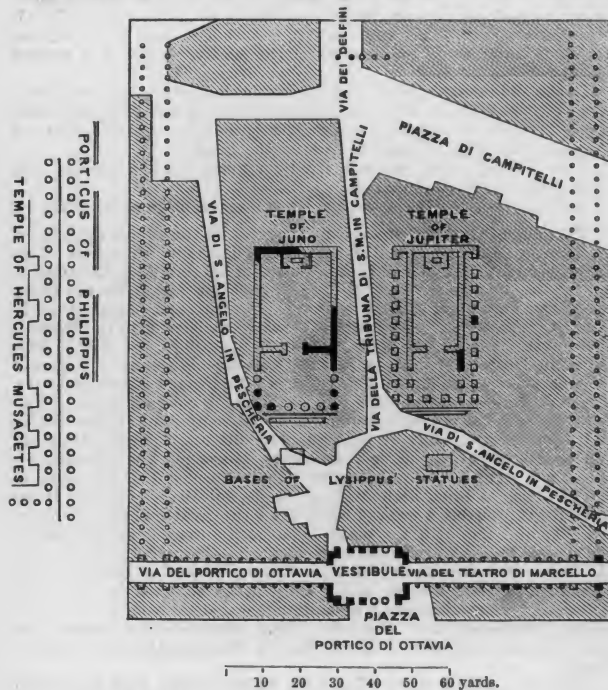 VIA DEI DELFINI
PIAZZA DI CAMPITELLI
PORTICUS OF PHILIPPUS
TEMPLE OF HERCULES MUSAGETES
TEMPLE
OF
JUNO
TEMPLE
OF
JUPITER
VIA DI S. ANGELO IN PESCHERIA
VIA DELLA TRIBUNA DI S.M. IN CAMPITELLI
VIA DI S. ANGELO IN PESCHERIA
BASES OF LYSIPPUS' STATUES
VIA DEL PORTICO DI OTTAVIA
VESTIBULE
VIA DEL TEATRO DI MARCELLO
PIAZZA
DEL
PORTICO DI OTTAVIA
10 20 30 40 50 60 yards.